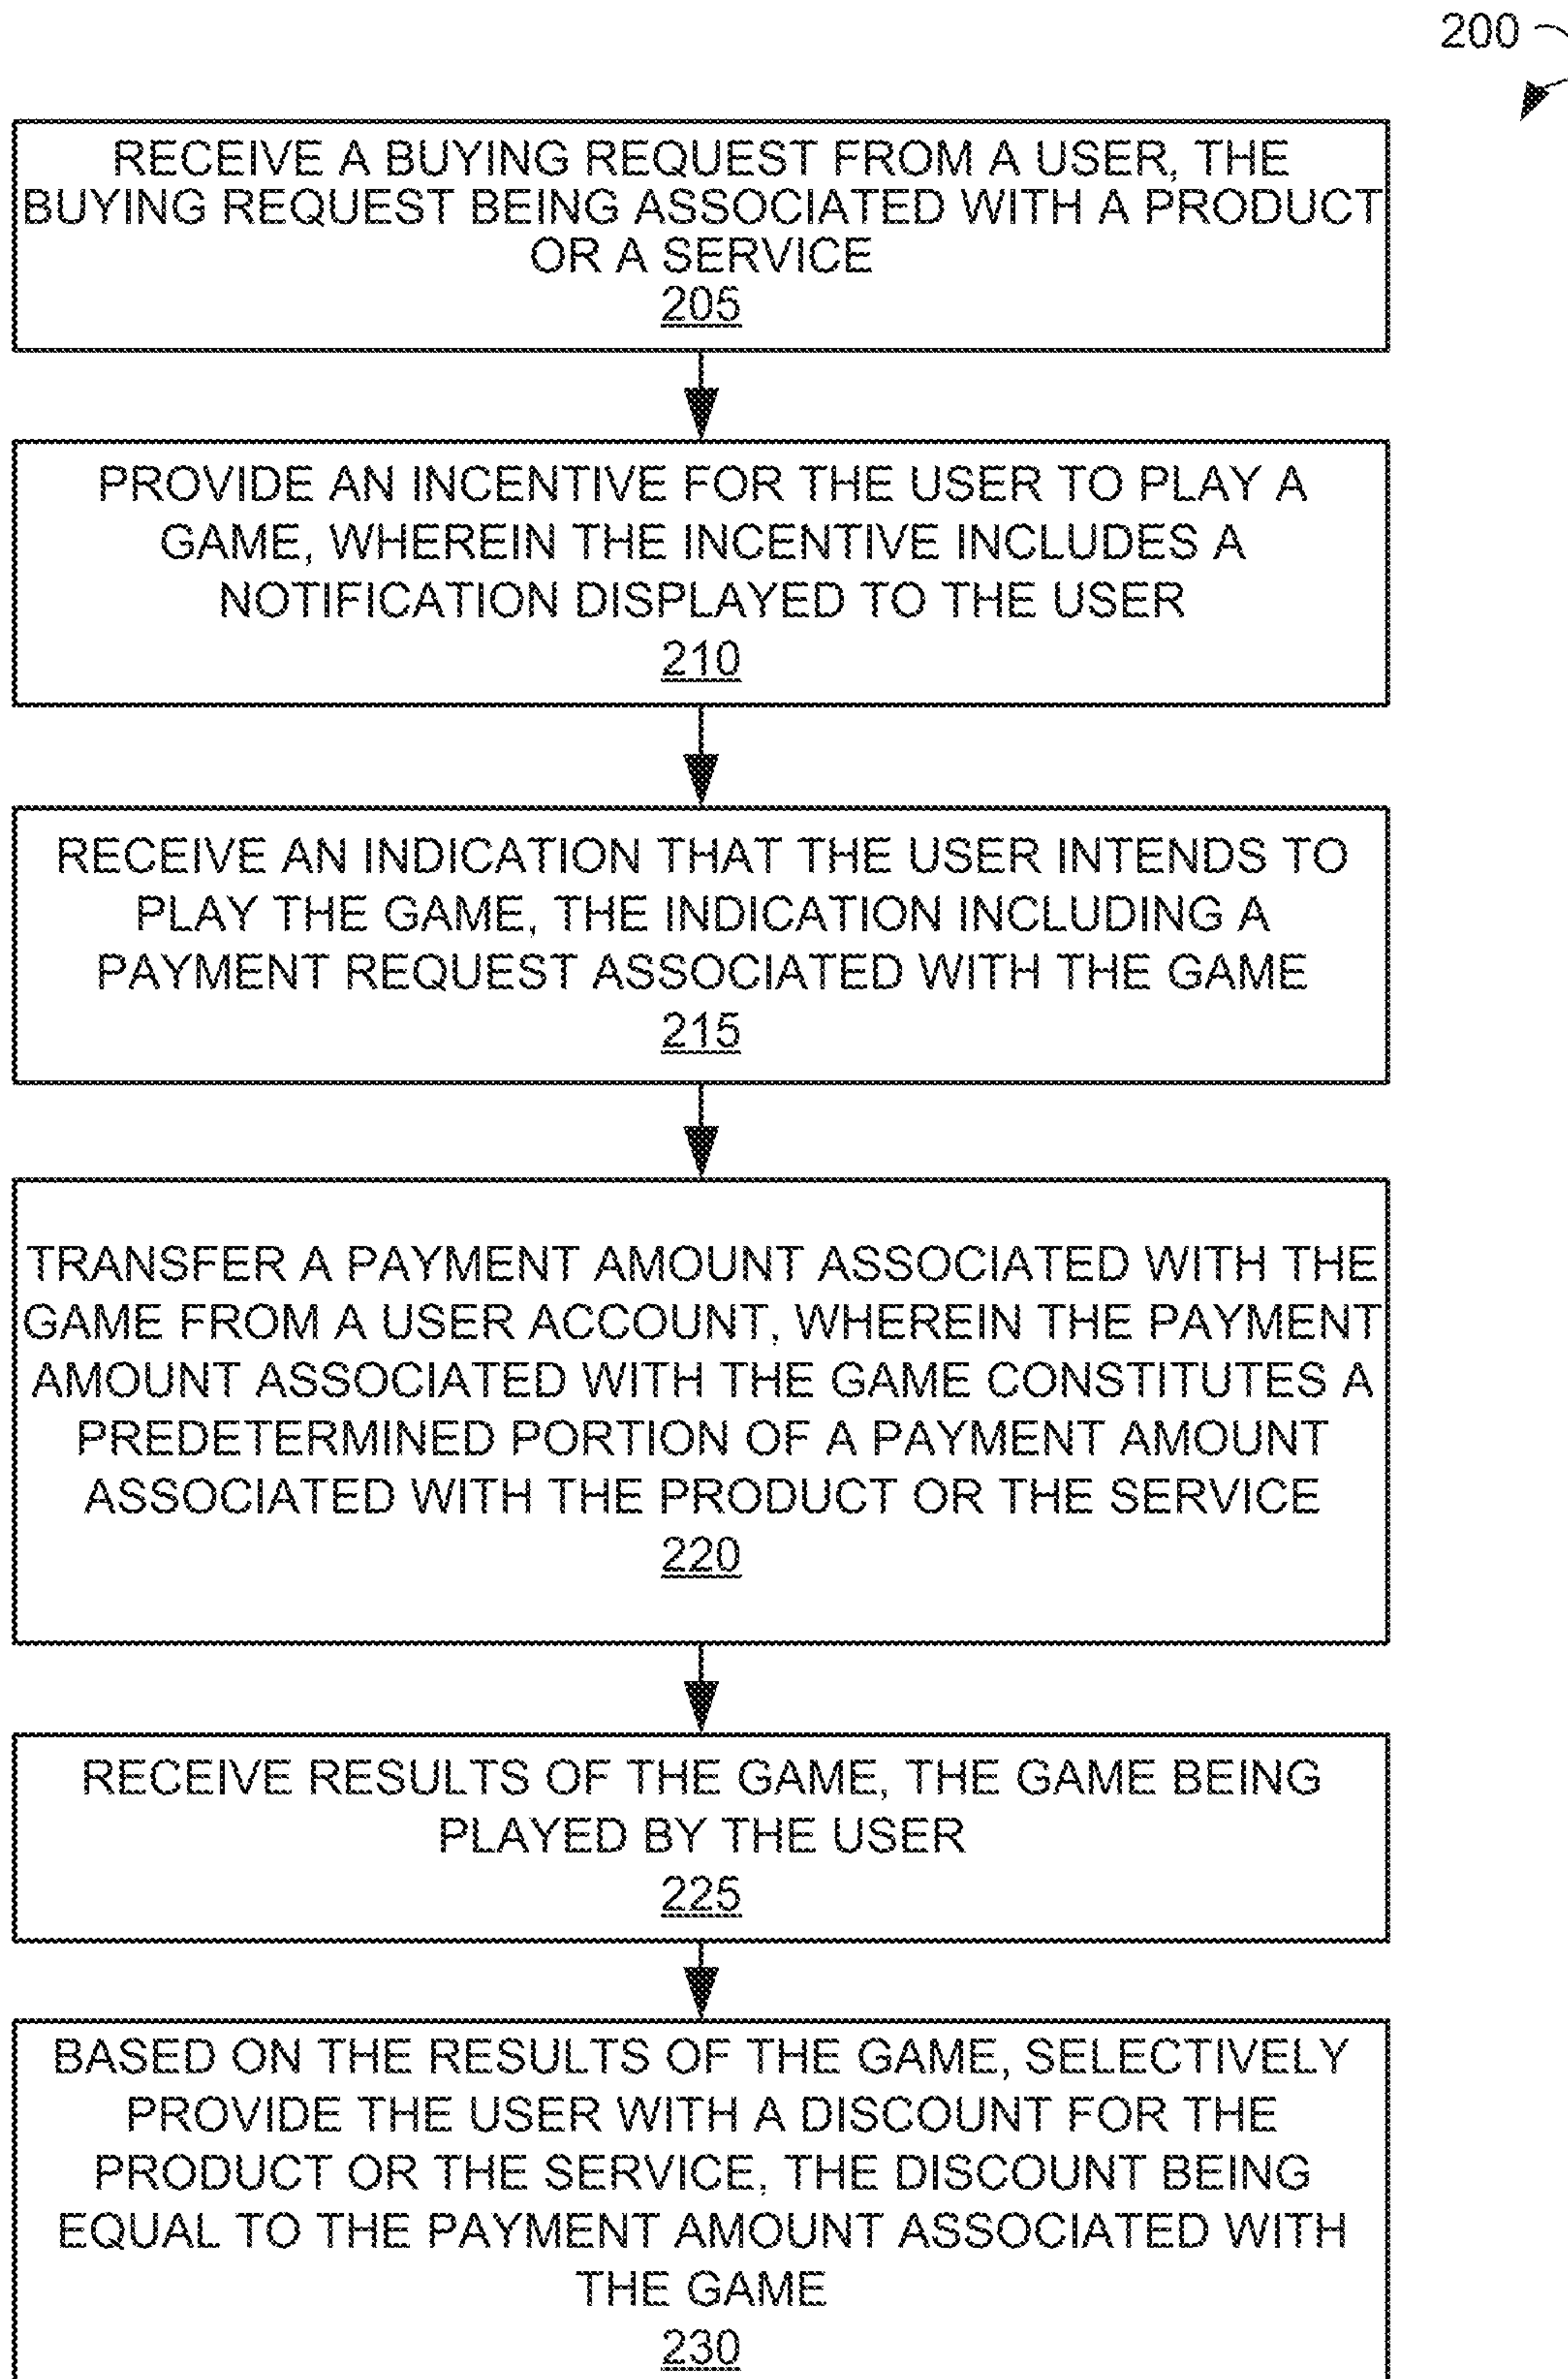 200
RECEIVE A BUYING REQUEST FROM A USER, THE
BUYING REQUEST BEING ASSOCIATED WITH A PRODUCT
OR A SERVICE
205
PROVIDE AN INCENTIVE FOR THE USER TO PLAY A
GAME, WHEREIN THE INCENTIVE INCLUDES A
NOTIFICATION DISPLAYED TO THE USER
210
RECEIVE AN INDICATION THAT THE USER INTENDS TO
PLAY THE GAME, THE INDICATION INCLUDING A
PAYMENT REQUEST ASSOCIATED WITH THE GAME
215
TRANSFER A PAYMENT AMOUNT ASSOCIATED WITH THE
GAME FROM A USER ACCOUNT, WHEREIN THE PAYMENT
AMOUNT ASSOCIATED WITH THE GAME CONSTITUTES A
PREDETERMINED PORTION OF A PAYMENT AMOUNT
ASSOCIATED WITH THE PRODUCT OR THE SERVICE
220
RECEIVE RESULTS OF THE GAME, THE GAME BEING
PLAYED BY THE USER
225
BASED ON THE RESULTS OF THE GAME, SELECTIVELY
PROVIDE THE USER WITH A DISCOUNT FOR THE
PRODUCT OR THE SERVICE, THE DISCOUNT BEING
EQUAL TO THE PAYMENT AMOUNT ASSOCIATED WITH
THE GAME
230